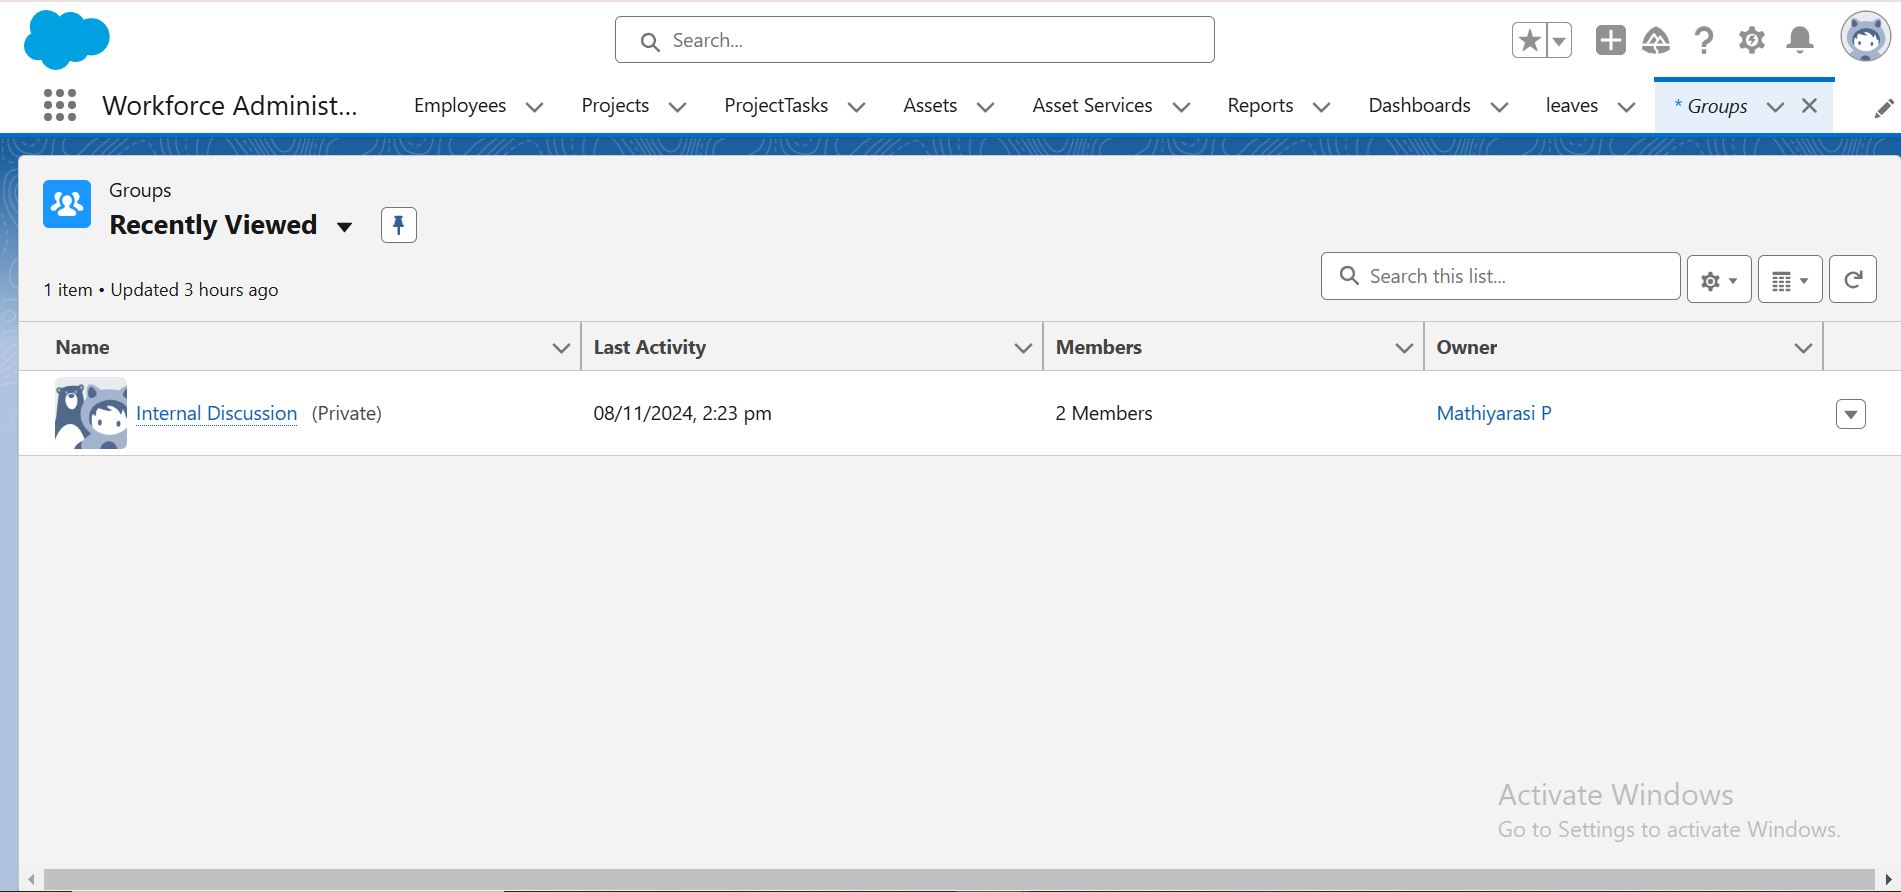 Search...
Workforce Administ...
Employees
Projects
ProjectTasks
Assets
Asset Services
Reports
Dashboards
leaves
* Groups
Groups
Recently Viewed
1 item • Updated 3 hours ago
Search this list...
Name
Last Activity
Members
Owner
Internal Discussion (Private)
08/11/2024, 2:23 pm
2 Members
Mathiyarasi P
Activate Windows
Go to Settings to activate Windows.